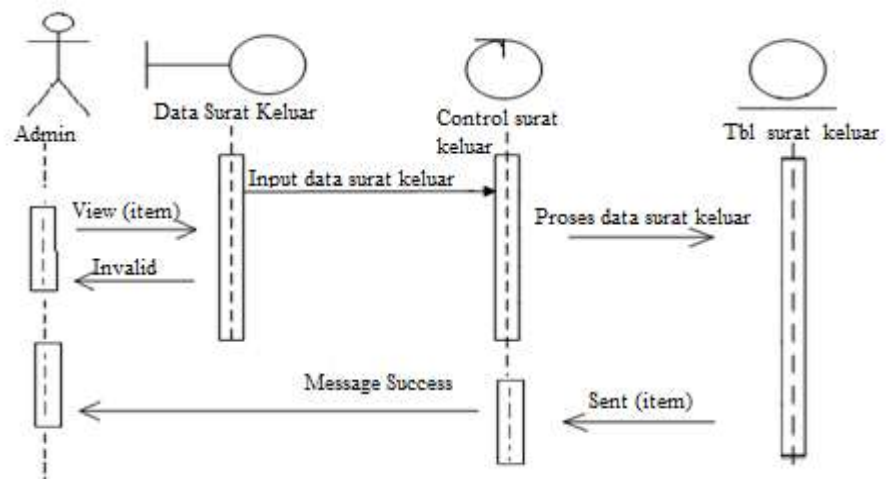 Admin
Data Surat Keluar
Control surat
keluar
Tbl surat keluar
Input data surat keluar
View (item)
Proses data surat keluar
Invalid
Message Success
Sent (item)